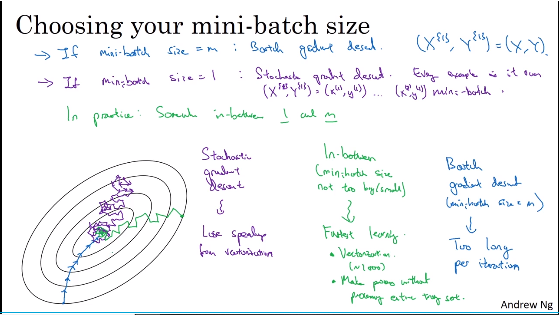 Choosing your mini-batch size
→ If mini-batch size = m : Batch gradient descent. (X^{1}, Y^{1}) = (X, Y).
→ If mini-batch size = 1 : Stochastic gradient descent. Every example is its own
(X^{1}, Y^{1}) = (x^(1), y^(1)) ... mini-batch.
In practice: Somewhere in-between 1 and m
Stochastic
gradient
descent
Lose speedup
from vectorization
In-between
(mini-batch size
not too big/small)
Fastest learning.
• Vectorization.
(~1000)
• Make progress without
processing entire training set.
Batch
gradient descent
(mini-batch size = m)
Too long
per iteration
Andrew Ng